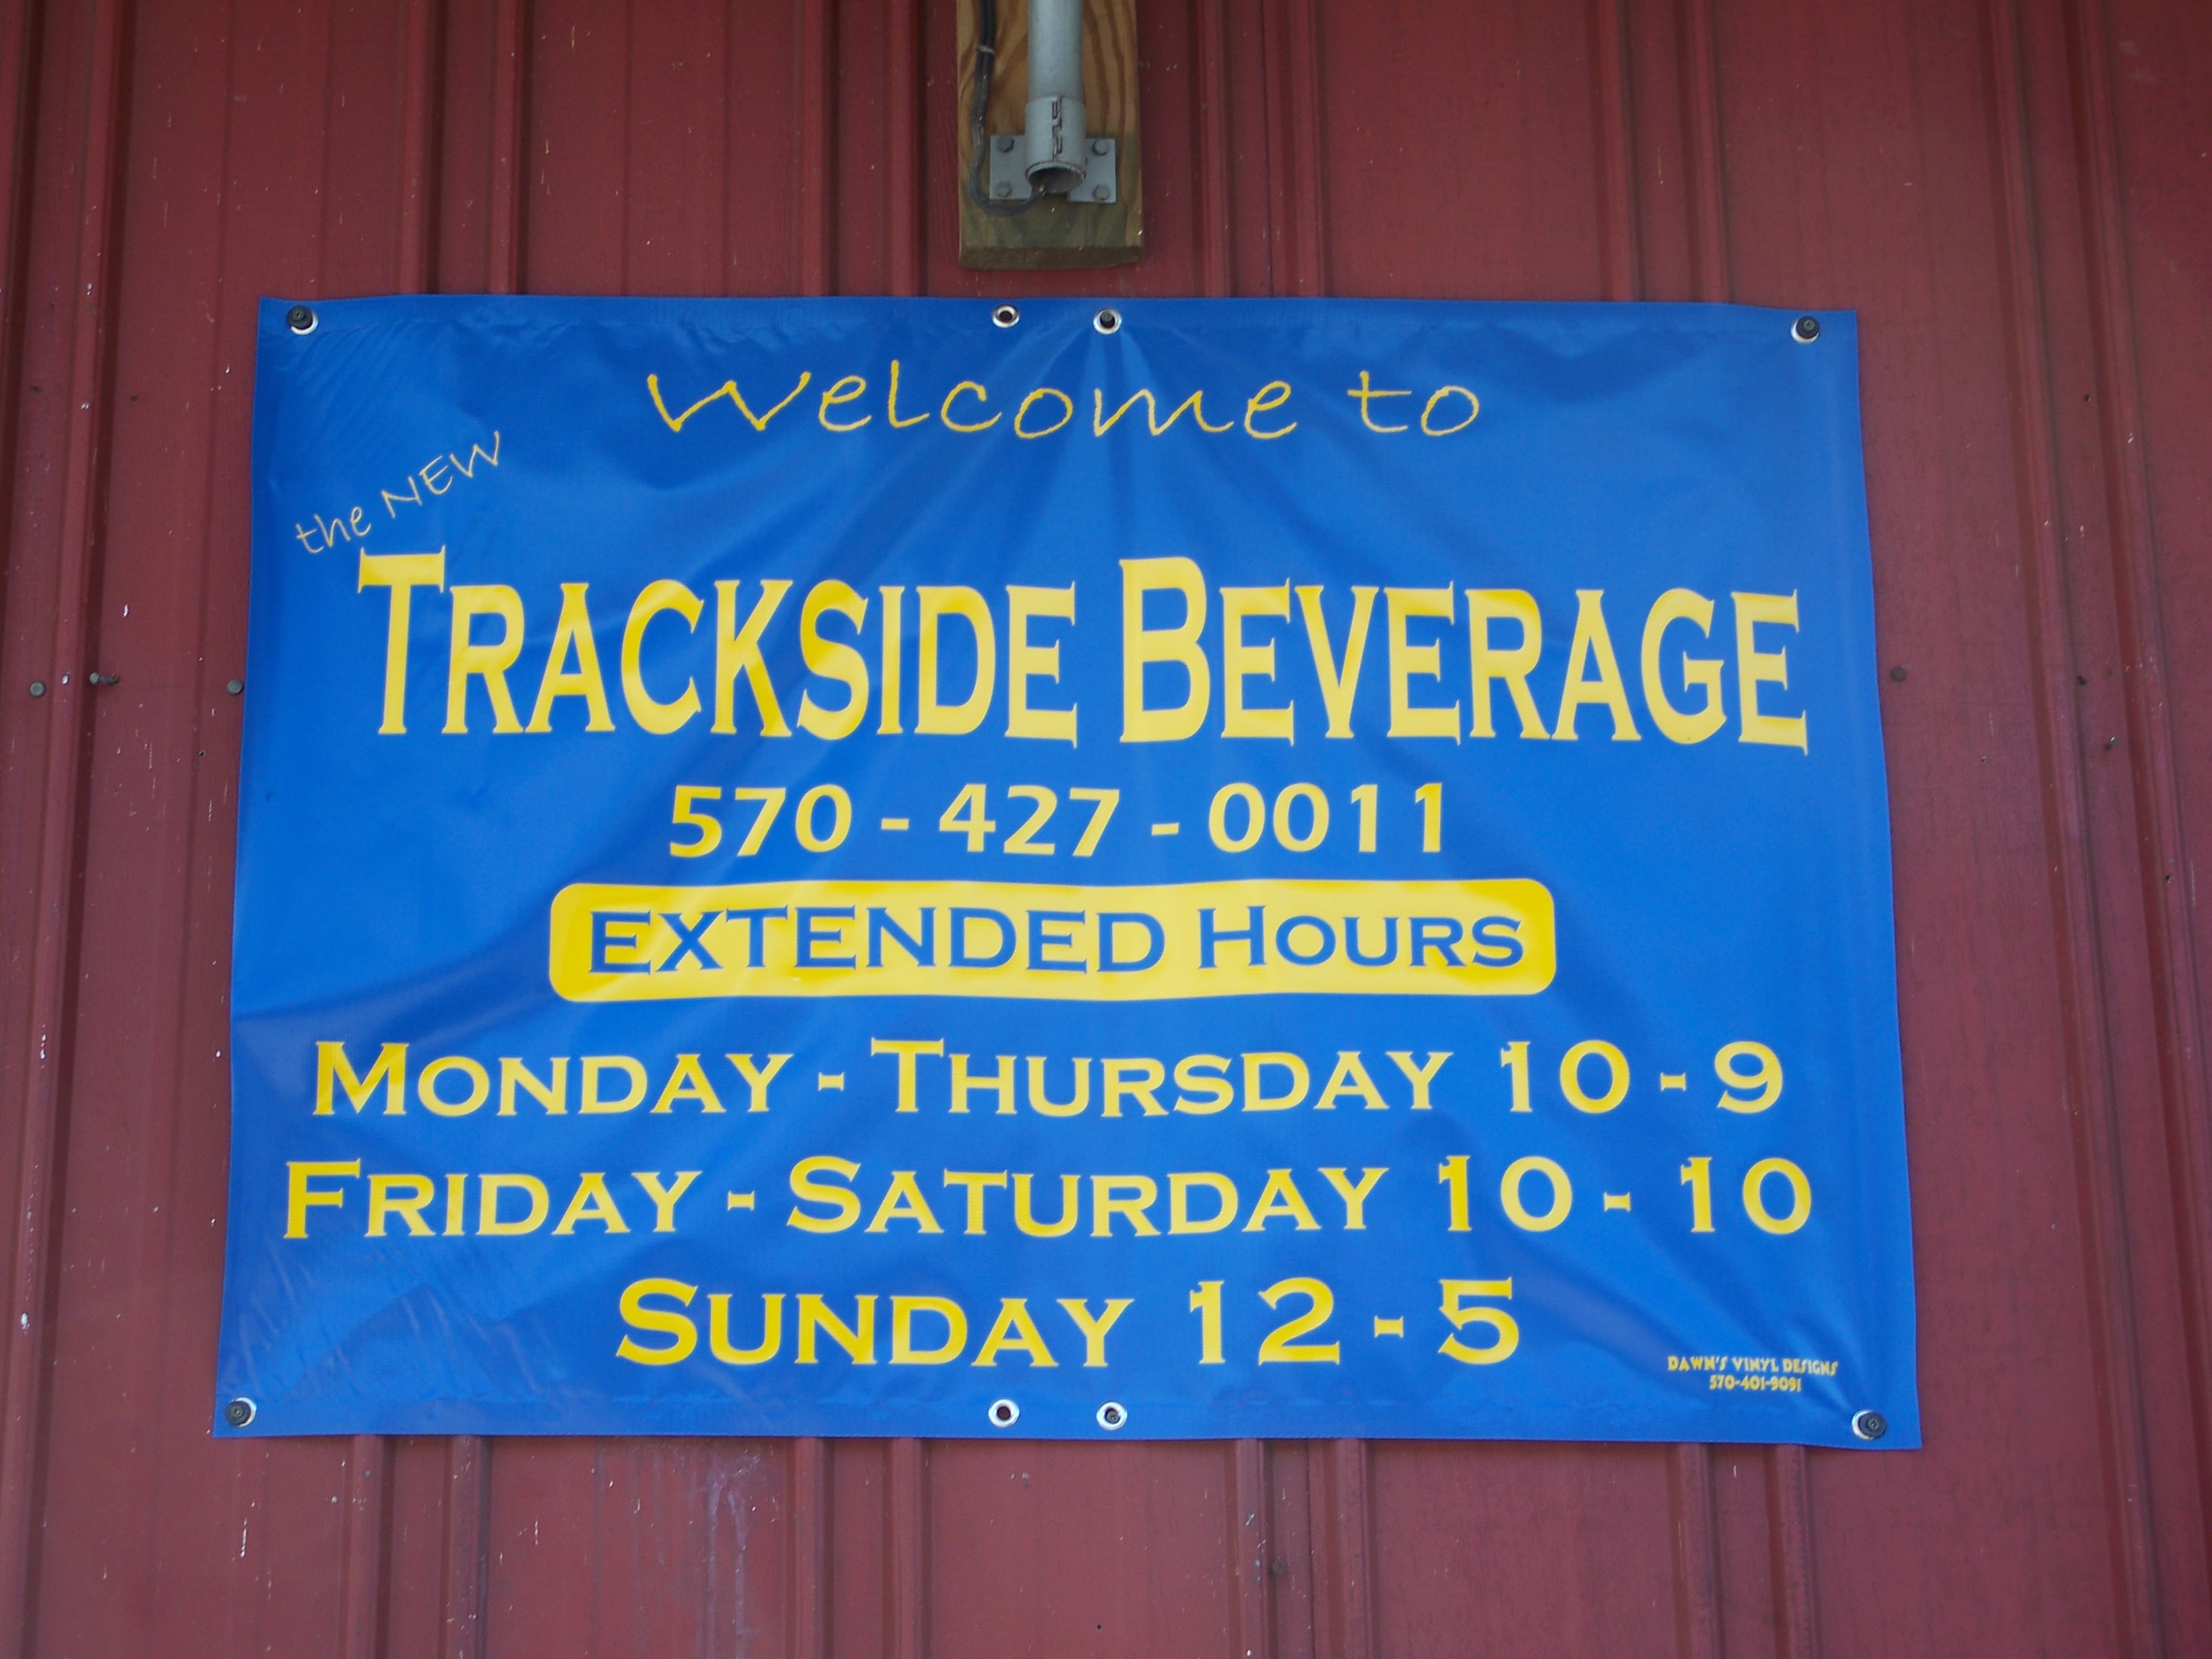 Welcome to
the NEW
TRACKSIDE BEVERAGE
570 - 427 - 0011
EXTENDED HOURS
MONDAY - THURSDAY 10 - 9
FRIDAY - SATURDAY 10 - 10
SUNDAY 12 - 5
DAWN'S VINYL DESIGNS
570-401-9091